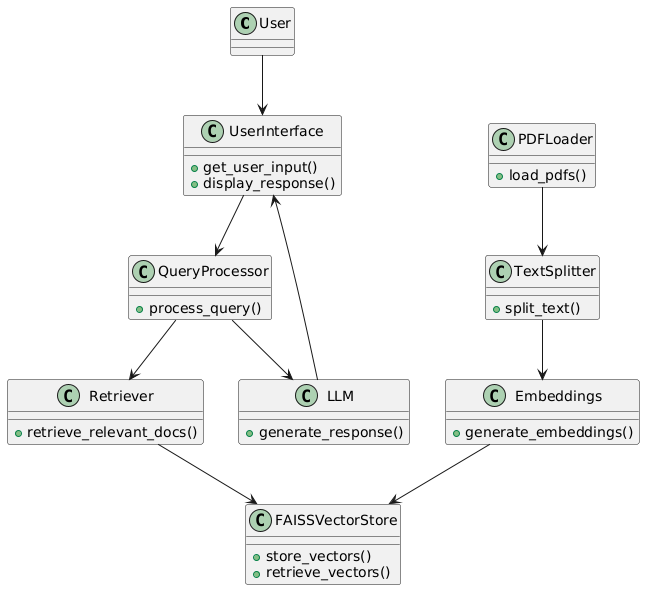 C User
C UserInterface
get_user_input()
display_response()
C PDFLoader
load_pdfs()
C QueryProcessor
process_query()
C TextSplitter
split_text()
C Retriever
retrieve_relevant_docs()
C LLM
generate_response()
C Embeddings
generate_embeddings()
C FAISSVectorStore
store_vectors()
retrieve_vectors()